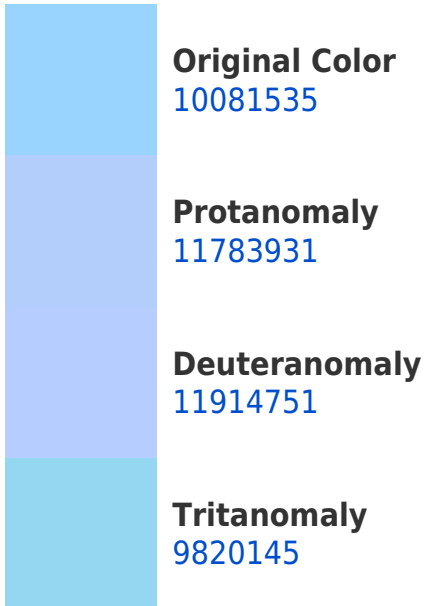 Original Color
10081535
Protanomaly
11783931
Deuteranomaly
11914751
Tritanomaly
9820145